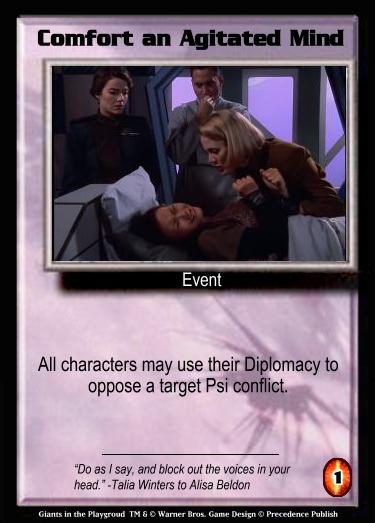 Comfort an Agitated Mind
Event
All characters may use their Diplomacy to
oppose a target Psi conflict.
“Do as I say, and block out the voices in your
head.” -Talia Winters to Alisa Beldon
1
Giants in the Playgroud TM & © Warner Bros. Game Design © Precedence Publish